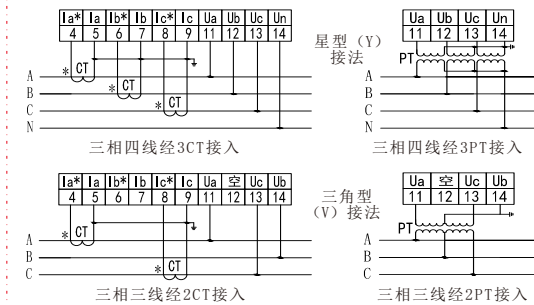 Ia* Ia Ib* Ib Ic* Ic Ua Ub Uc Un
4 5 6 7 8 9 11 12 13 14
* CT
* CT
* CT
A
B
C
N
三相四线经3CT接入
星型（Y）
接法
Ua Ub Uc Un
11 12 13 14
PT
A
B
C
N
三相四线经3PT接入
Ia* Ia Ib* Ib Ic* Ic Ua 空 Uc Ub
4 5 6 7 8 9 11 12 13 14
* CT
* CT
A
B
C
三相三线经2CT接入
三角型
（V）接法
Ua 空 Uc Ub
11 12 13 14
PT
A
B
C
三相三线经2PT接入